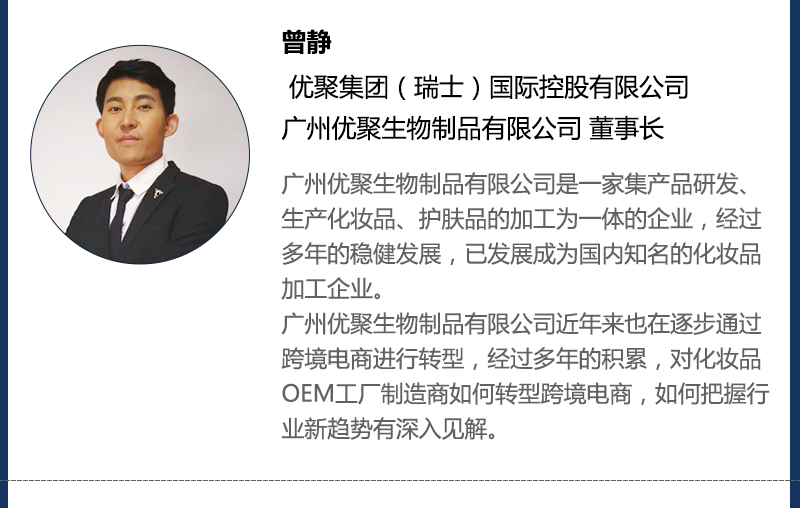 曾静
优聚集团（瑞士）国际控股有限公司
广州优聚生物制品有限公司 董事长
广州优聚生物制品有限公司是一家集产品研发、
生产化妆品、护肤品的加工为一体的企业，经过
多年的稳健发展，已发展成为国内知名的化妆品
加工企业。
广州优聚生物制品有限公司近年来也在逐步通过
跨境电商进行转型，经过多年的积累，对化妆品
OEM工厂制造商如何转型跨境电商，如何把握行
业新趋势有深入见解。